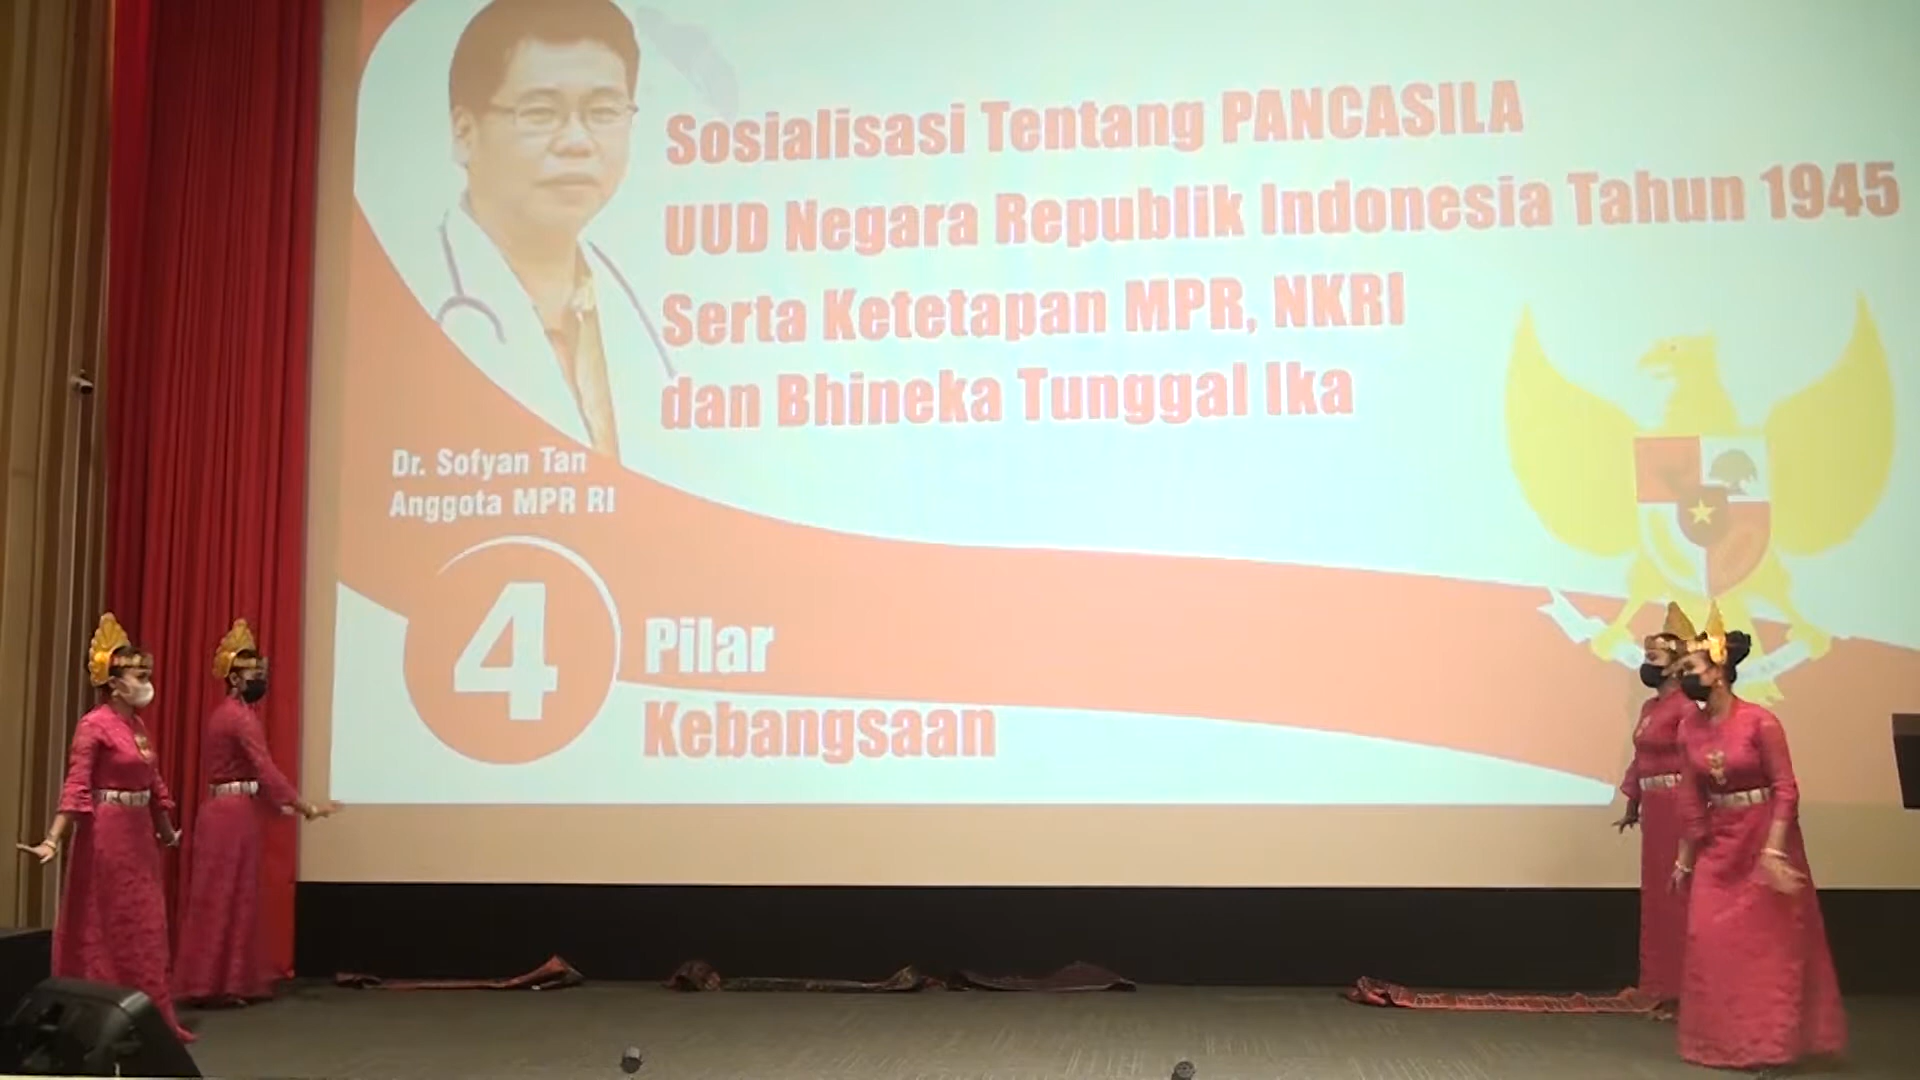 Sosialisasi Tentang PANCASILA
UUD Negara Republik Indonesia Tahun 1945
Serta Ketetapan MPR, NKRI
dan Bhineka Tunggal Ika
Dr. Sofyan Tan
Anggota MPR RI
4
Pilar
Kebangsaan